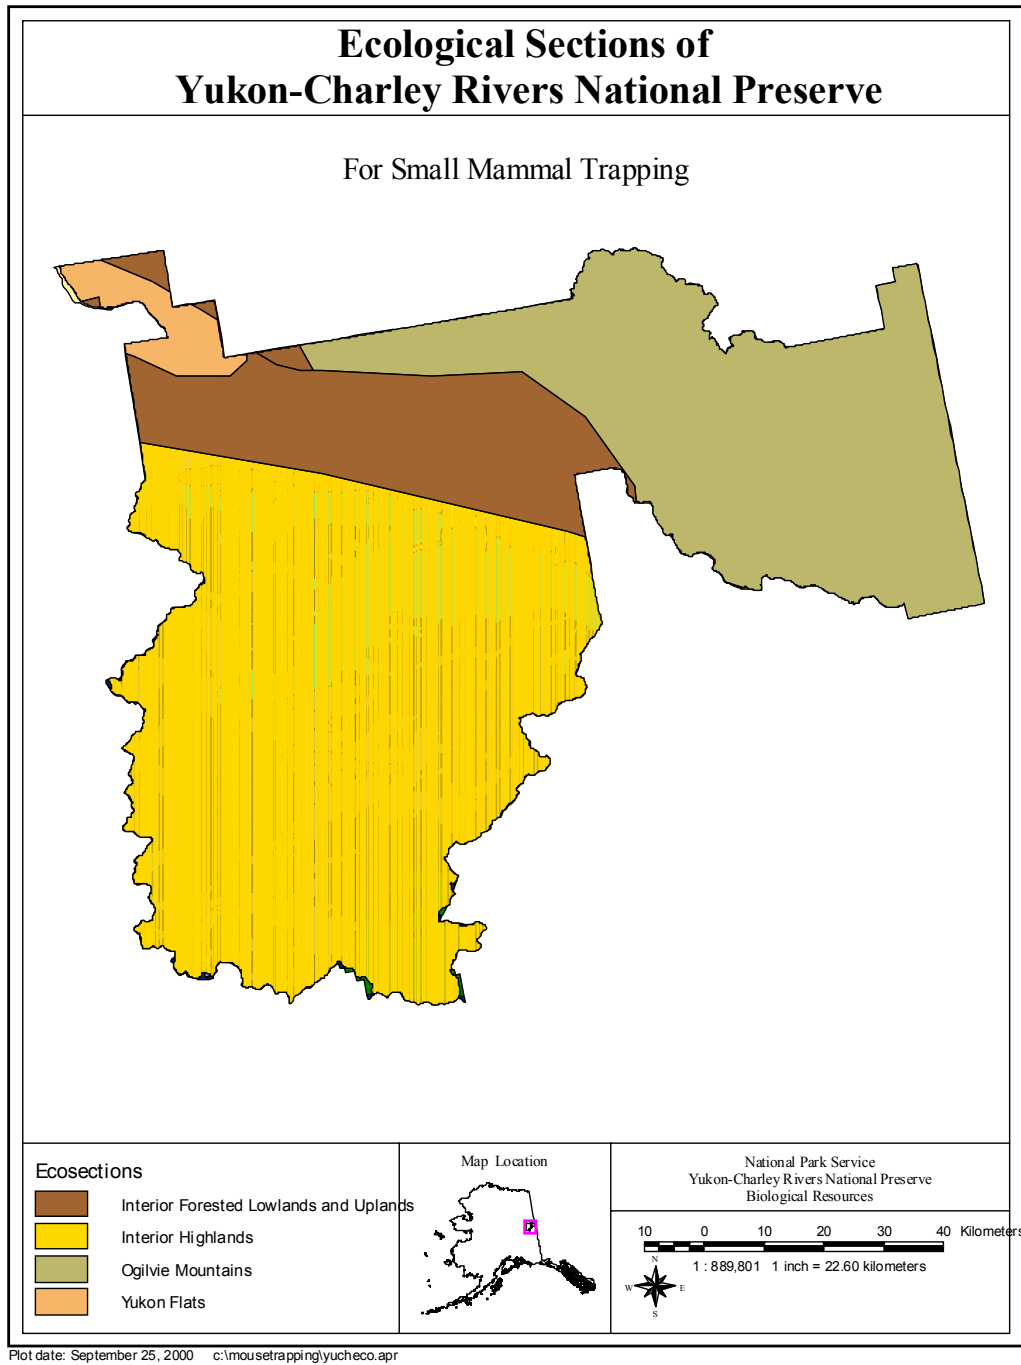 Ecological Sections of
Yukon-Charley Rivers National Preserve
For Small Mammal Trapping
Ecosections
Interior Forested Lowlands and Uplands
Interior Highlands
Ogilvie Mountains
Yukon Flats
Map Location
National Park Service
Yukon-Charley Rivers National Preserve
Biological Resources
10 0 10 20 30 40 Kilometers
1 : 889,801 1 inch = 22.60 kilometers
N
W E
S
Plot date: September 25, 2000 c:\mousetrapping\yucheco.apr